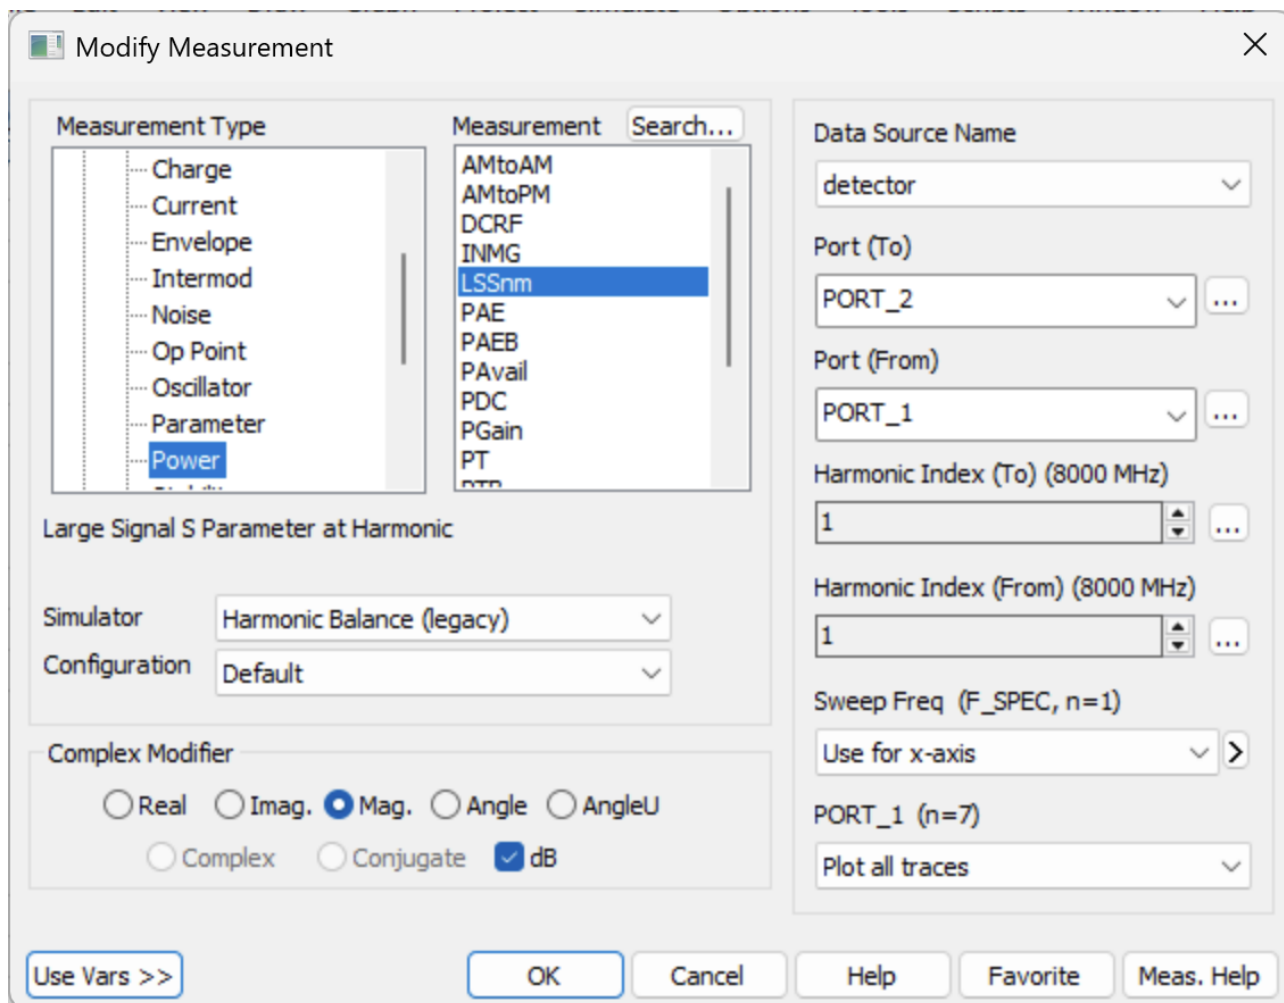 Modify Measurement
Measurement Type
Charge
Current
Envelope
Intermod
Noise
Op Point
Oscillator
Parameter
Power
Measurement Search...
AMtoAM
AMtoPM
DCRF
INMG
LSSnm
PAE
PAEB
PAvail
PDC
PGain
PT
Large Signal S Parameter at Harmonic
Simulator Harmonic Balance (legacy)
Configuration Default
Complex Modifier
Real Imag. Mag. Angle AngleU
Complex Conjugate dB
Data Source Name
detector
Port (To)
PORT_2 ...
Port (From)
PORT_1 ...
Harmonic Index (To) (8000 MHz)
1 ...
Harmonic Index (From) (8000 MHz)
1 ...
Sweep Freq (F_SPEC, n=1)
Use for x-axis >
PORT_1 (n=7)
Plot all traces
Use Vars >> OK Cancel Help Favorite Meas. Help